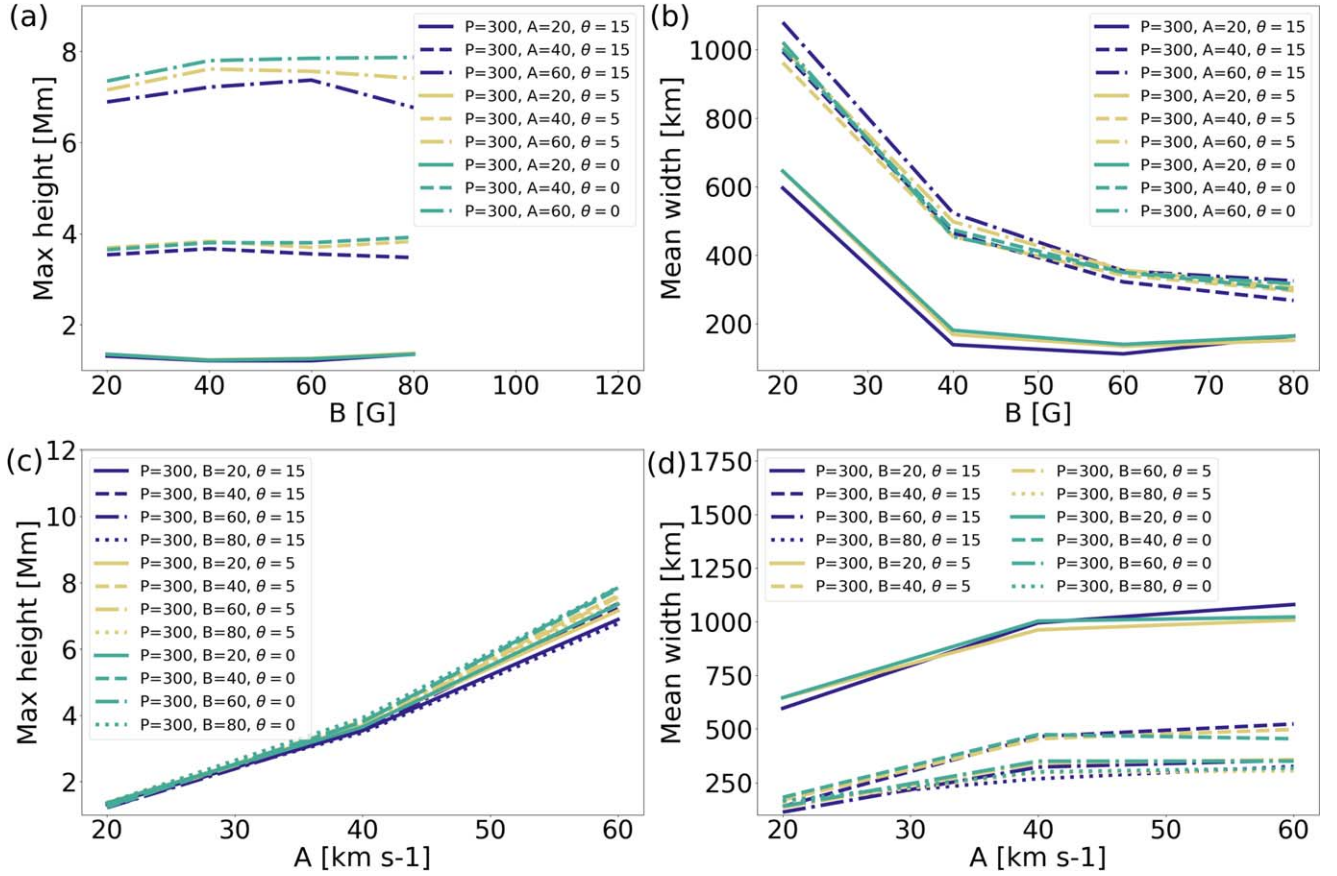 (a)
Max height [Mm]
8
6
4
2
20 40 60 80 100 120
B [G]
P=300, A=20, θ = 15
P=300, A=40, θ = 15
P=300, A=60, θ = 15
P=300, A=20, θ = 5
P=300, A=40, θ = 5
P=300, A=60, θ = 5
P=300, A=20, θ = 0
P=300, A=40, θ = 0
P=300, A=60, θ = 0
(b)
Mean width [km]
1000
800
600
400
200
20 30 40 50 60 70 80
B [G]
P=300, A=20, θ = 15
P=300, A=40, θ = 15
P=300, A=60, θ = 15
P=300, A=20, θ = 5
P=300, A=40, θ = 5
P=300, A=60, θ = 5
P=300, A=20, θ = 0
P=300, A=40, θ = 0
P=300, A=60, θ = 0
(c)
Max height [Mm]
12
10
8
6
4
2
20 30 40 50 60
A [km s-1]
P=300, B=20, θ = 15
P=300, B=40, θ = 15
P=300, B=60, θ = 15
P=300, B=80, θ = 15
P=300, B=20, θ = 5
P=300, B=40, θ = 5
P=300, B=60, θ = 5
P=300, B=80, θ = 5
P=300, B=20, θ = 0
P=300, B=40, θ = 0
P=300, B=60, θ = 0
P=300, B=80, θ = 0
(d)
Mean width [km]
1750
1500
1250
1000
750
500
250
20 30 40 50 60
A [km s-1]
P=300, B=20, θ = 15
P=300, B=40, θ = 15
P=300, B=60, θ = 15
P=300, B=80, θ = 15
P=300, B=20, θ = 5
P=300, B=40, θ = 5
P=300, B=60, θ = 5
P=300, B=80, θ = 5
P=300, B=20, θ = 0
P=300, B=40, θ = 0
P=300, B=60, θ = 0
P=300, B=80, θ = 0